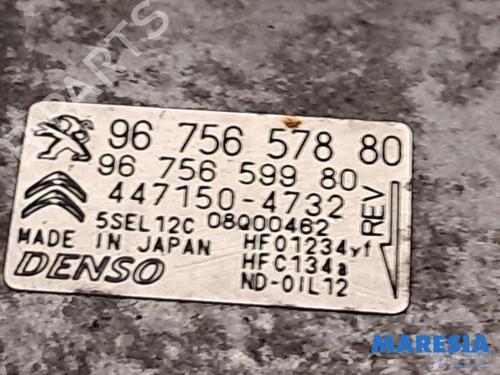 96 756 578 80
96 756 599 80
447150-4732
5SEL12C 08Q00462
MADE IN JAPAN
HFO1234yf
HFC134a
DENSO
ND-OIL12
REV
MARESIA